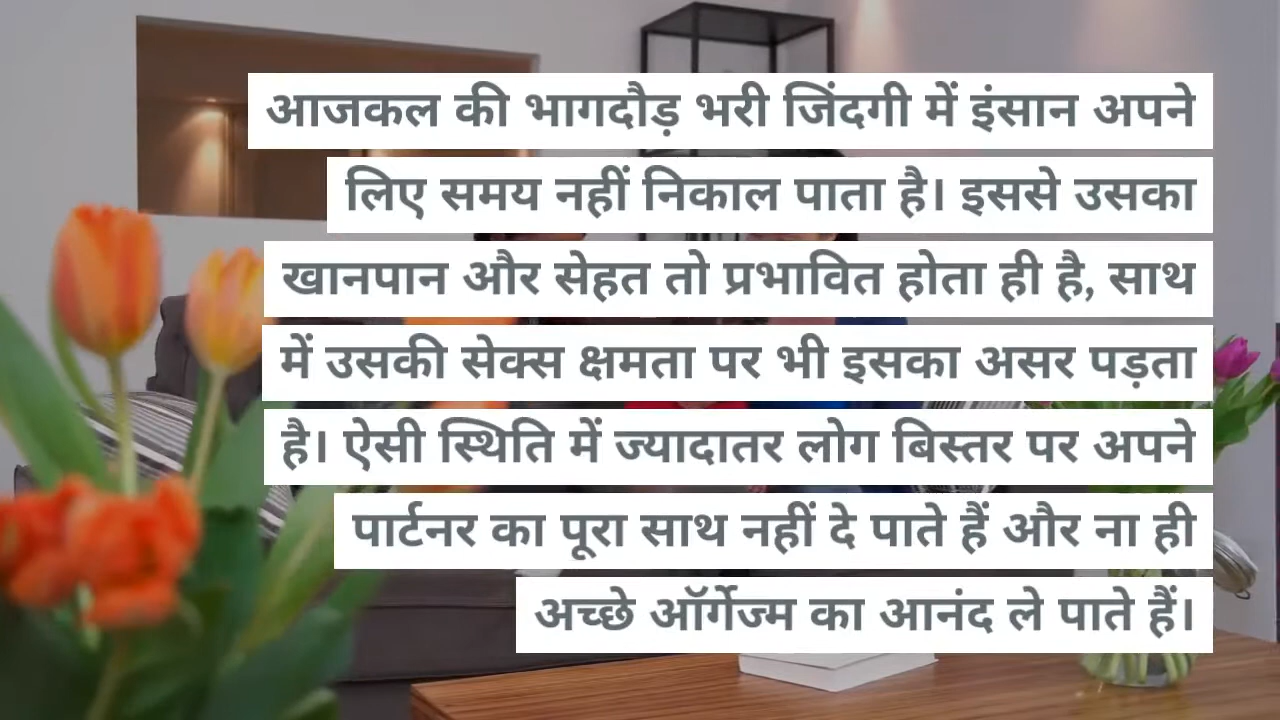 आजकल की भागदौड़ भरी जिंदगी में इंसान अपने
लिए समय नहीं निकाल पाता है। इससे उसका
खानपान और सेहत तो प्रभावित होता ही है, साथ
में उसकी सेक्स क्षमता पर भी इसका असर पड़ता
है। ऐसी स्थिति में ज्यादातर लोग बिस्तर पर अपने
पार्टनर का पूरा साथ नहीं दे पाते हैं और ना ही
अच्छे ऑर्गेज्म का आनंद ले पाते हैं।